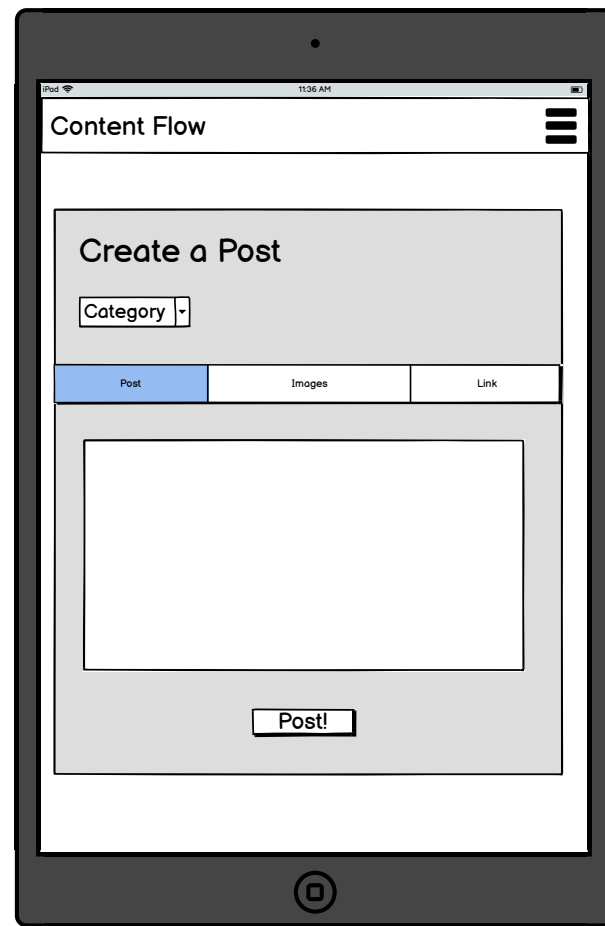 iPad 11:36 AM
Content Flow
Create a Post
Category
Post Images Link
Post!